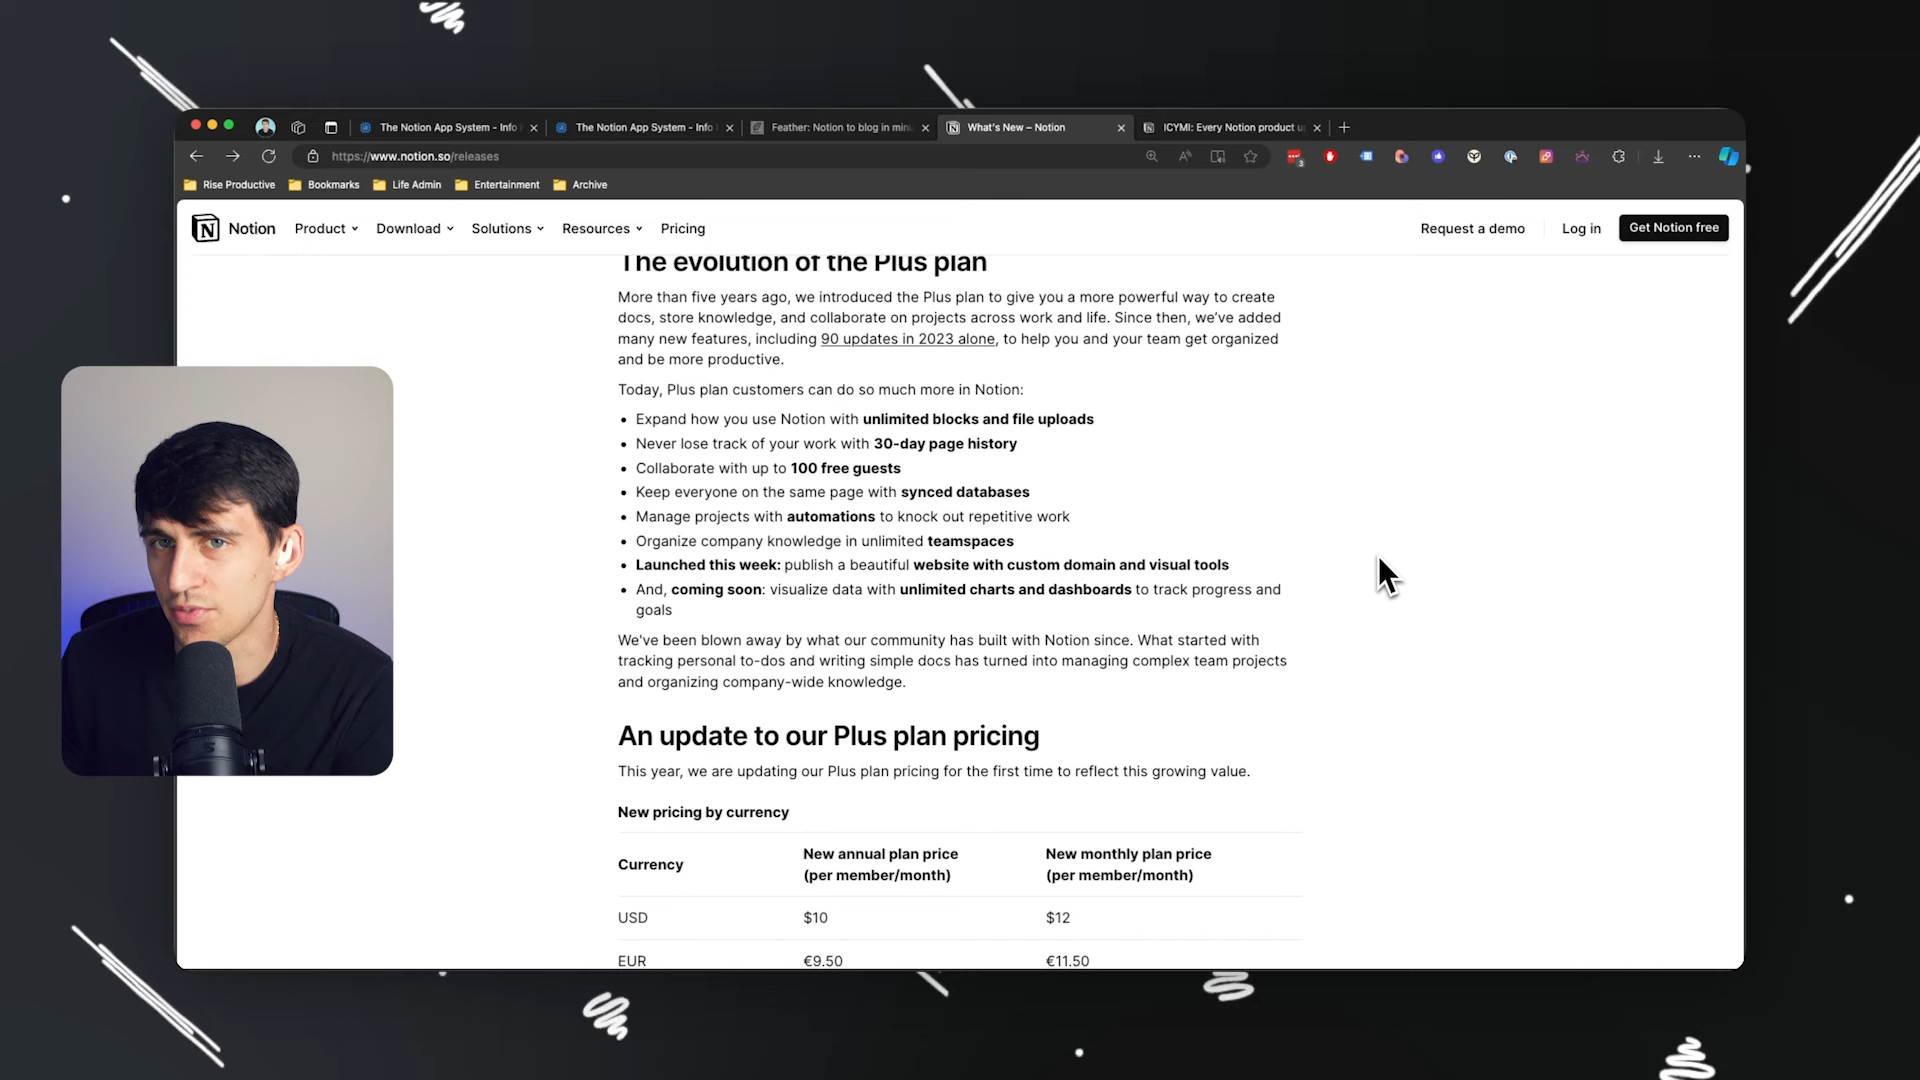 The Notion App System - Info
The Notion App System - Info
Feather: Notion to blog in min
What's New – Notion
ICYMI: Every Notion product u
https://www.notion.so/releases
3
Rise Productive
Bookmarks
Life Admin
Entertainment
Archive
Notion
Product
Download
Solutions
Resources
Pricing
Request a demo
Log in
Get Notion free
The evolution of the Plus plan
More than five years ago, we introduced the Plus plan to give you a more powerful way to create
docs, store knowledge, and collaborate on projects across work and life. Since then, we've added
many new features, including 90 updates in 2023 alone, to help you and your team get organized
and be more productive.
Today, Plus plan customers can do so much more in Notion:
• Expand how you use Notion with unlimited blocks and file uploads
• Never lose track of your work with 30-day page history
• Collaborate with up to 100 free guests
• Keep everyone on the same page with synced databases
• Manage projects with automations to knock out repetitive work
• Organize company knowledge in unlimited teamspaces
• Launched this week: publish a beautiful website with custom domain and visual tools
• And, coming soon: visualize data with unlimited charts and dashboards to track progress and
goals
We've been blown away by what our community has built with Notion since. What started with
tracking personal to-dos and writing simple docs has turned into managing complex team projects
and organizing company-wide knowledge.
An update to our Plus plan pricing
This year, we are updating our Plus plan pricing for the first time to reflect this growing value.
New pricing by currency
Currency
New annual plan price
(per member/month)
New monthly plan price
(per member/month)
USD
$10
$12
EUR
€9.50
€11.50